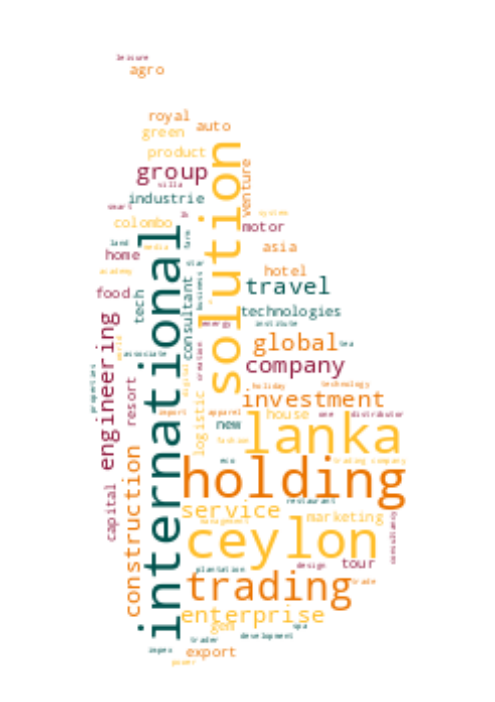 leisure
agro
royal
auto
green
product
solution
group
venture
villa
industrie
smart
colombo
system
motor
land
media
farm
asia
home
international
academy
star
hotel
business
travel
food
tech
consultant
technologies
energy
institute
engineering
world
global
tea
associate
creation
company
properties
digital
holiday
technology
resort
investment
import
apparel
house
one
distributor
logistic
new
lanka
fashion
construction
eco
trading company
holding
capital
restaurant
service
marketing
management
consultancy
ceylon
plantation
design
tour
trading
trade
enterprise
gem
spa
trader
development
impex
export
power